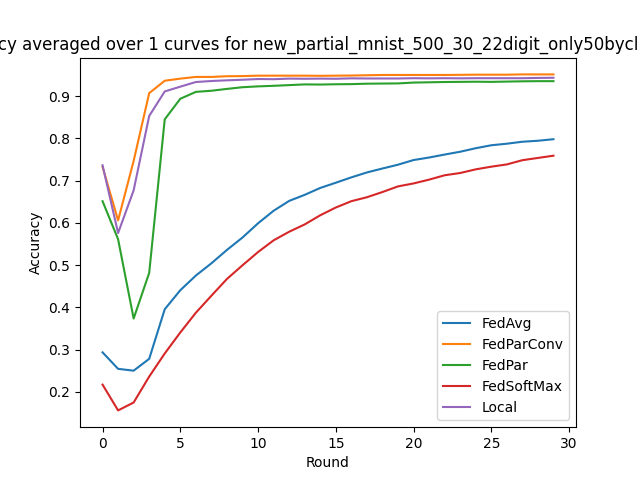 cy averaged over 1 curves for new_partial_mnist_500_30_22digit_only50bycl
Accuracy
0.9
0.8
0.7
0.6
0.5
0.4
0.3
0.2
FedAvg
FedParConv
FedPar
FedSoftMax
Local
0 5 10 15 20 25 30
Round